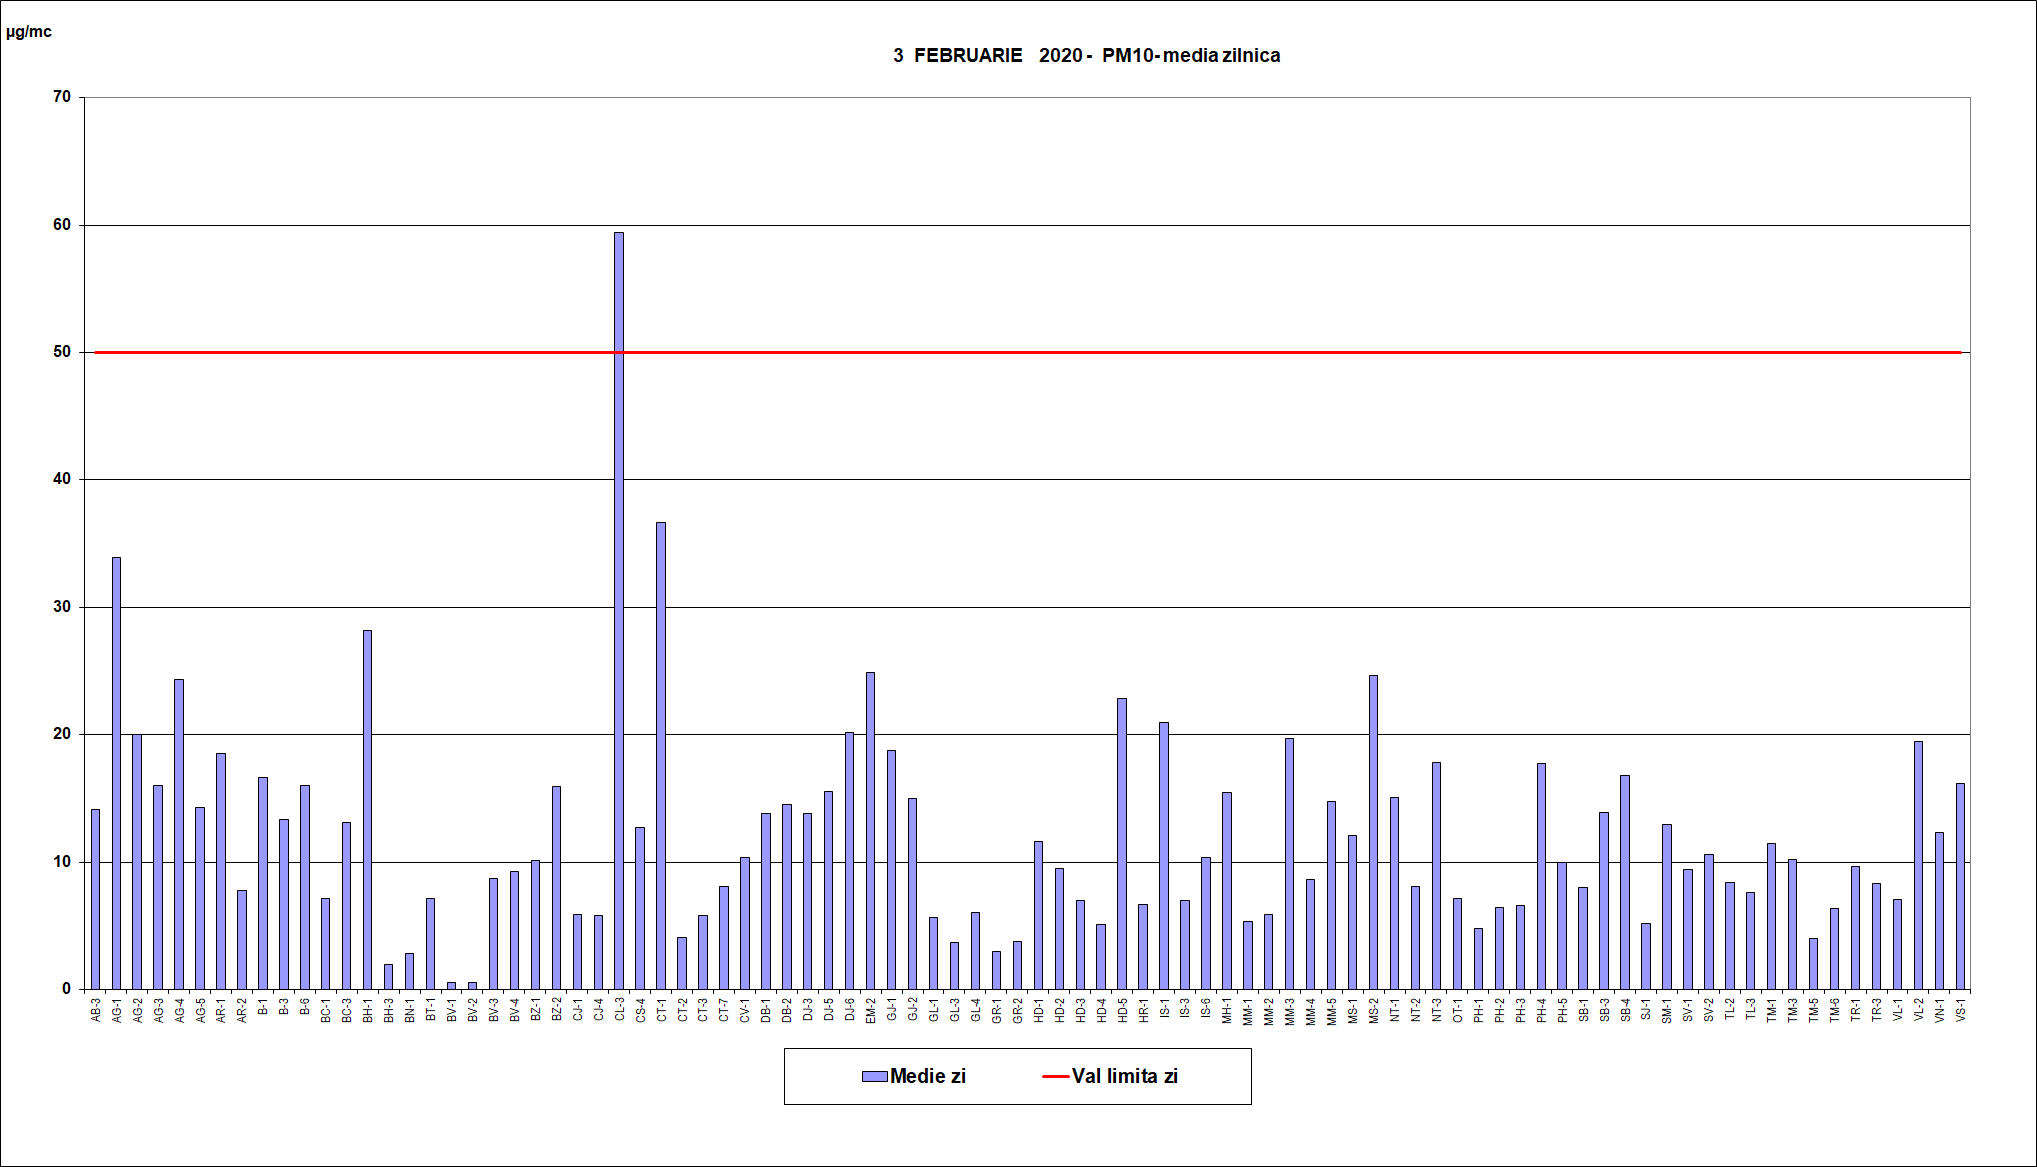 µg/mc
3 FEBRUARIE 2020 - PM10- media zilnica
70
60
50
40
30
20
10
0
AB-3 AG-1 AG-2 AG-3 AG-4 AG-5 AR-1 AR-2 B-1 B-3 B-6 BC-1 BC-3 BH-1 BH-3 BN-1 BT-1 BV-1 BV-2 BV-3 BV-4 BZ-1 BZ-2 CJ-1 CJ-4 CL-3 CS-4 CT-1 CT-2 CT-3 CT-7 CV-1 DB-1 DB-2 DJ-3 DJ-5 DJ-6 EM-2 GJ-1 GJ-2 GL-1 GL-3 GL-4 GR-1 GR-2 HD-1 HD-2 HD-3 HD-4 HD-5 HR-1 IS-1 IS-3 IS-6 MH-1 MM-1 MM-2 MM-3 MM-4 MM-5 MS-1 MS-2 NT-1 NT-2 NT-3 OT-1 PH-1 PH-2 PH-3 PH-4 PH-5 SB-1 SB-3 SB-4 SJ-1 SM-1 SV-1 SV-2 TL-2 TL-3 TM-1 TM-3 TM-5 TM-6 TR-1 TR-3 VL-1 VL-2 VN-1 VS-1
Medie zi Val limita zi